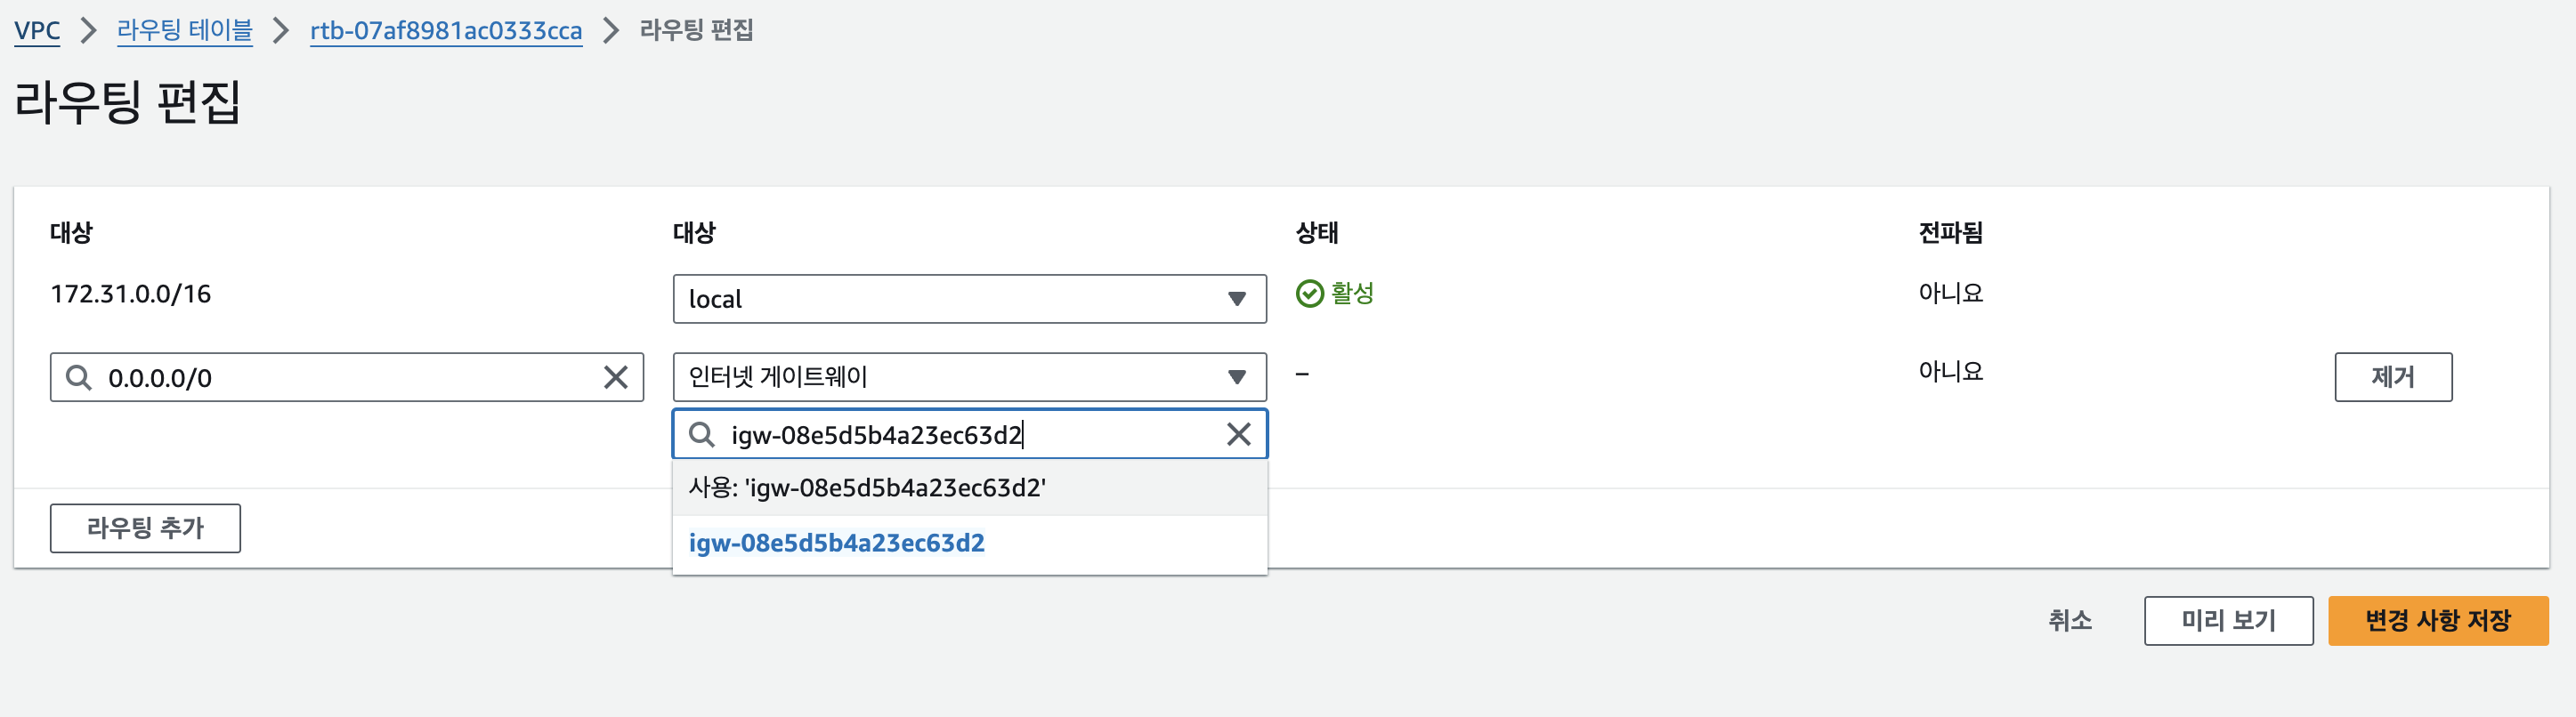 VPC > 라우팅 테이블 > rtb-07af8981ac0333cca > 라우팅 편집
라우팅 편집
대상 대상 상태 전파됨
172.31.0.0/16 local 활성 아니요
0.0.0.0/0 인터넷 게이트웨이 – 아니요 제거
igw-08e5d5b4a23ec63d2
사용: 'igw-08e5d5b4a23ec63d2'
igw-08e5d5b4a23ec63d2
라우팅 추가
취소 미리 보기 변경 사항 저장